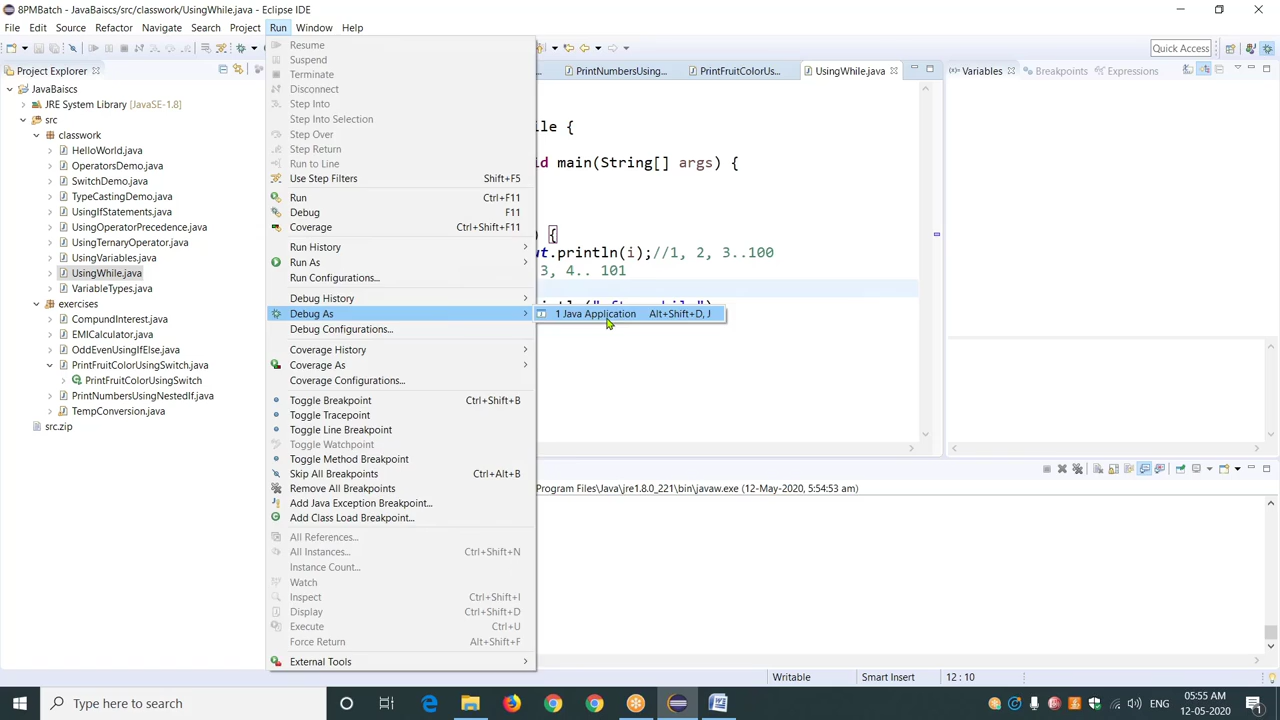 8PMBatch - JavaBaiscs/src/classwork/UsingWhile.java - Eclipse IDE
File Edit Source Refactor Navigate Search Project Run Window Help
Quick Access
Project Explorer
JavaBaiscs
JRE System Library [JavaSE-1.8]
src
classwork
HelloWorld.java
OperatorsDemo.java
SwitchDemo.java
TypeCastingDemo.java
UsingIfStatements.java
UsingOperatorPrecedence.java
UsingTernaryOperator.java
UsingVariables.java
UsingWhile.java
VariableTypes.java
exercises
CompundInterest.java
EMICalculator.java
OddEvenUsingIfElse.java
PrintFruitColorUsingSwitch.java
PrintFruitColorUsingSwitch
PrintNumbersUsingNestedIf.java
TempConversion.java
src.zip
Resume
Suspend
Terminate
Disconnect
Step Into
Step Into Selection
Step Over
Step Return
Run to Line
Use Step Filters Shift+F5
Run Ctrl+F11
Debug F11
Coverage Ctrl+Shift+F11
Run History
Run As
Run Configurations...
Debug History
Debug As
Debug Configurations...
Coverage History
Coverage As
Coverage Configurations...
Toggle Breakpoint Ctrl+Shift+B
Toggle Tracepoint
Toggle Line Breakpoint
Toggle Watchpoint
Toggle Method Breakpoint
Skip All Breakpoints Ctrl+Alt+B
Remove All Breakpoints
Add Java Exception Breakpoint...
Add Class Load Breakpoint...
All References...
All Instances... Ctrl+Shift+N
Instance Count...
Watch
Inspect Ctrl+Shift+I
Display Ctrl+Shift+D
Execute Ctrl+U
Force Return Alt+Shift+F
External Tools
1 Java Application Alt+Shift+D, J
PrintNumbersUsing... PrintFruitColorUs... UsingWhile.java
ile {
id main(String[] args) {
) {
ut.println(i);//1, 2, 3..100
3, 4.. 101
Variables Breakpoints Expressions
Program Files\Java\jre1.8.0_221\bin\javaw.exe (12-May-2020, 5:54:53 am)
Writable Smart Insert 12 : 10
Type here to search
05:55 AM
12-05-2020
1